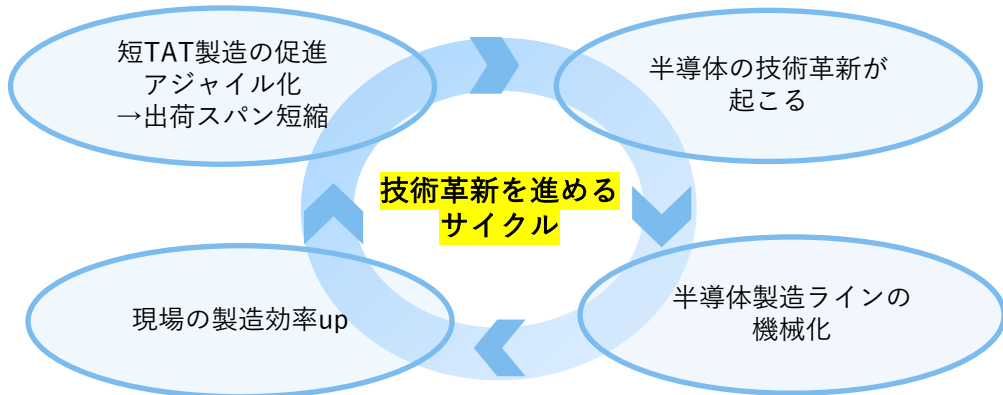 短TAT製造の促進
アジャイル化
→出荷スパン短縮
半導体の技術革新が
起こる
技術革新を進める
サイクル
現場の製造効率up
半導体製造ラインの
機械化